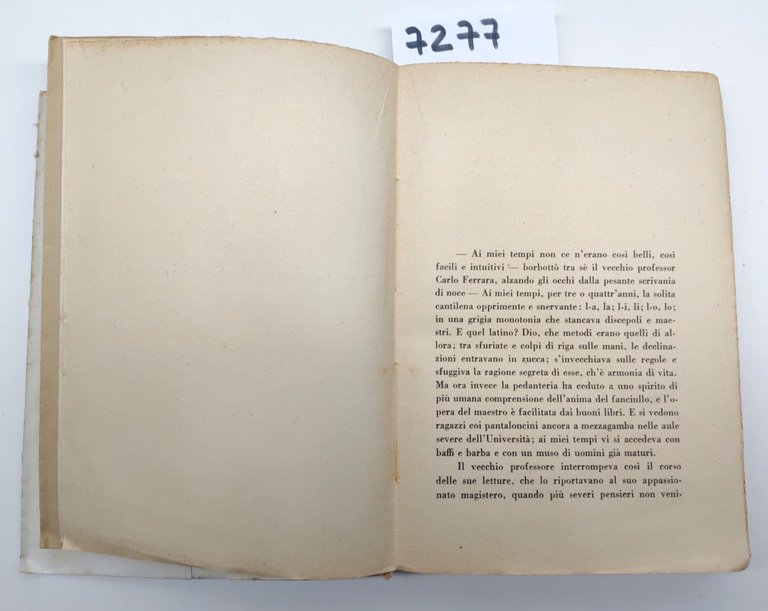 7277
— Ai miei tempi non ce n'erano così belli, così
facili e intuitivi — borbottò tra sè il vecchio professor
Carlo Ferrara, alzando gli occhi dalla pesante scrivania
di noce — Ai miei tempi, per tre o quattr'anni, la solita
cantilena opprimente e snervante: l-a, la; l-i, li; l-o, lo;
in una grigia monotonia che stancava discepoli e mae-
stri. E quel latino? Dio, che metodi erano quelli di al-
lora; tra sfuriate e colpi di riga sulle mani, le declina-
zioni entravano in zucca; s'invecchiava sulle regole e
sfuggiva la ragione segreta di esse, ch'è armonia di vita.
Ma ora invece la pedanteria ha ceduto a uno spirito di
più umana comprensione dell'anima del fanciullo, e l'o-
pera del maestro è facilitata dai buoni libri. E si vedono
ragazzi coi pantaloncini ancora a mezzagamba nelle aule
severe dell'Università; ai miei tempi vi si accedeva con
baffi e barba e con un muso di uomini già maturi.
Il vecchio professore interrompeva così il corso
delle sue letture, che lo riportavano al suo appassio-
nato magistero, quando più severi pensieri non veni-